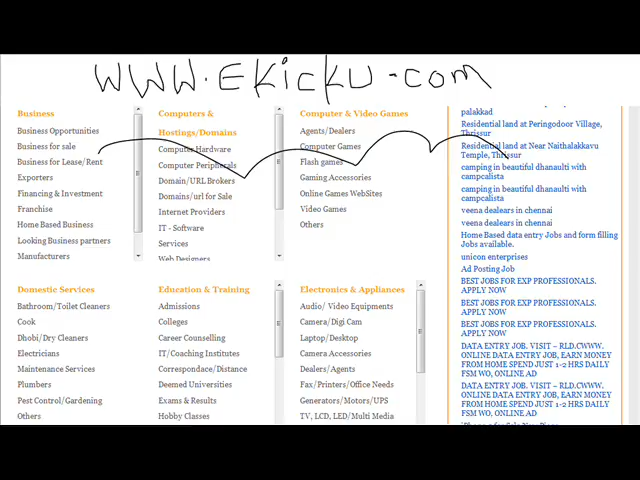 www.Ekicku.com
Business
Business Opportunities
Business for sale
Business for Lease/Rent
Exporters
Financing & Investment
Franchise
Home Based Business
Looking Business partners
Manufacturers
Computers &
Hostings/Domains
Computer Hardware
Computer Peripherals
Domain/URL Brokers
Domains/url for Sale
Internet Providers
IT - Software
Services
Web Designers
Computer & Video Games
Agents/Dealers
Computer Games
Flash games
Gaming Accessories
Online Games WebSites
Video Games
Others
palakkad
Residential land at Peringodoor Village,
Thrissur
Residential land at Near Naithalakkavu
Temple, Thrissur
camping in beautiful dhanaulti with
campcalista
camping in beautiful dhanaulti with
campcalista
veena dealears in chennai
veena dealears in chennai
Home Based data entry Jobs and form filling
Jobs available.
unicon enterprises
Ad Posting Job
BEST JOBS FOR EXP PROFESSIONALS.
APPLY NOW
BEST JOBS FOR EXP PROFESSIONALS.
APPLY NOW
BEST JOBS FOR EXP PROFESSIONALS.
APPLY NOW
DATA ENTRY JOB. VISIT – RLD.CWWW.
ONLINE DATA ENTRY JOB, EARN MONEY
FROM HOME SPEND JUST 1-2 HRS DAILY
FSM WO, ONLINE AD
DATA ENTRY JOB. VISIT – RLD.CWWW.
ONLINE DATA ENTRY JOB, EARN MONEY
FROM HOME SPEND JUST 1-2 HRS DAILY
FSM WO, ONLINE AD
Domestic Services
Bathroom/Toilet Cleaners
Cook
Dhobi/Dry Cleaners
Electricians
Maintenance Services
Plumbers
Pest Control/Gardening
Others
Education & Training
Admissions
Colleges
Career Counselling
IT/Coaching Institutes
Correspondace/Distance
Deemed Universities
Exams & Results
Hobby Classes
Electronics & Appliances
Audio/ Video Equipments
Camera/Digi Cam
Laptop/Desktop
Camera Accessories
Dealers/Agents
Fax/Printers/Office Needs
Generators/Motors/UPS
TV, LCD, LED/Multi Media